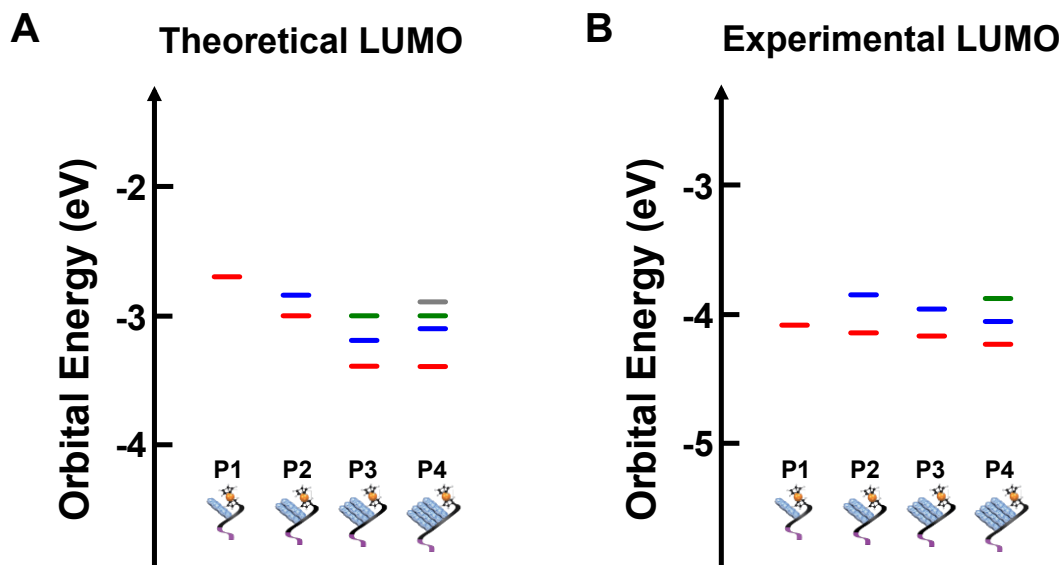 A
Theoretical LUMO
Orbital Energy (eV)
-2
-3
-4
P1 P2 P3 P4
B
Experimental LUMO
Orbital Energy (eV)
-3
-4
-5
P1 P2 P3 P4